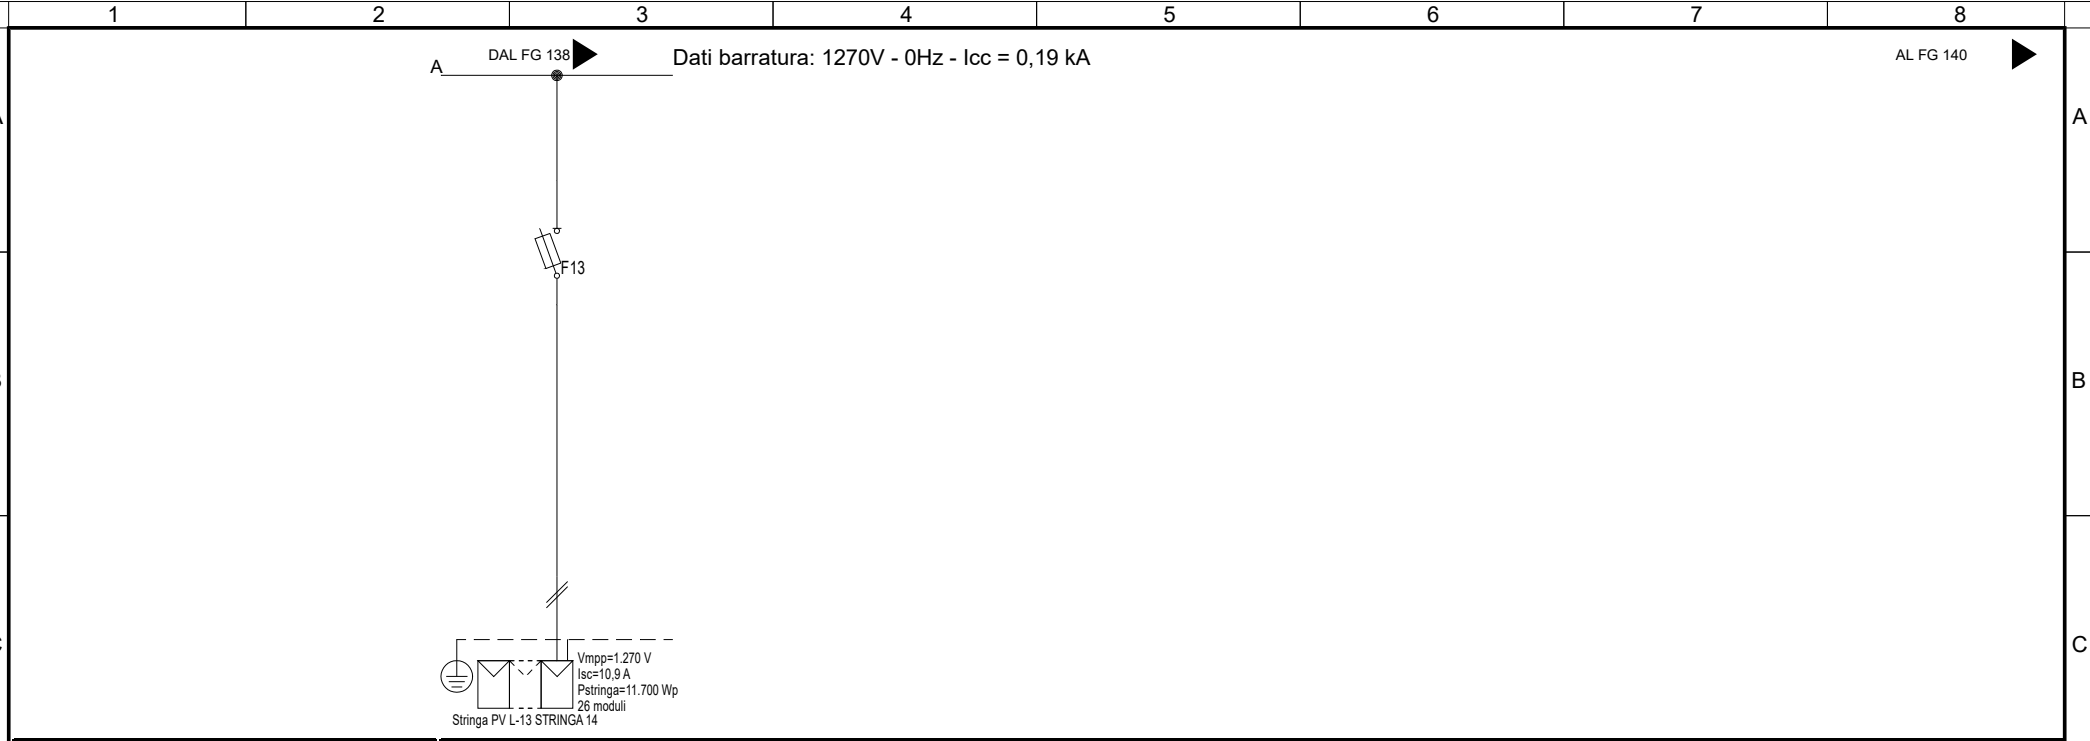 1 2 3 4 5 6 7 8
DAL FG 138 Dati barratura: 1270V - 0Hz - Icc = 0,19 kA AL FG 140
A
A
F13
B
C
Vmpp=1.270 V
Isc=10,9 A
Pstringa=11.700 Wp
26 moduli
Stringa PV L-13 STRINGA 14